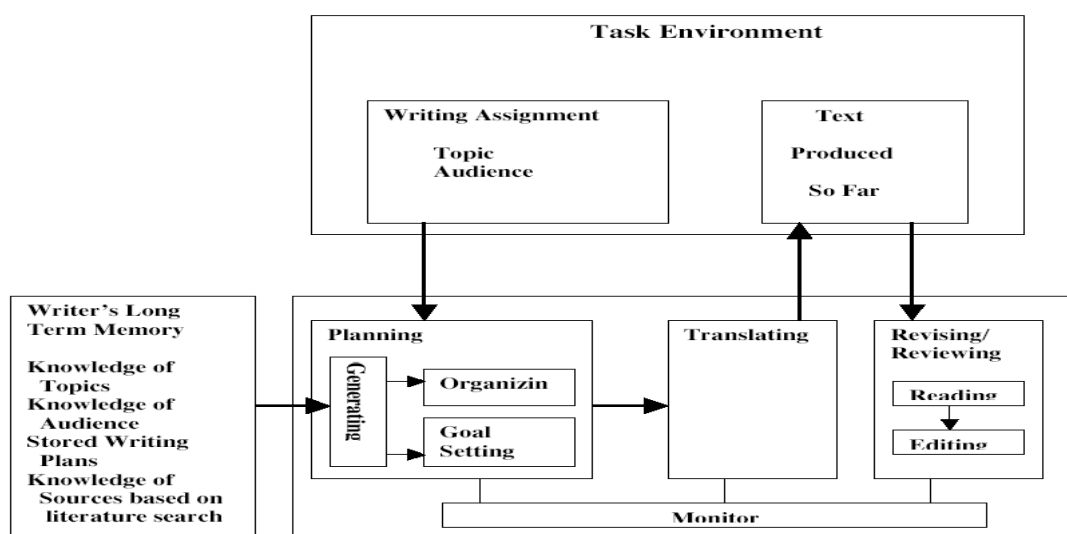 Task Environment
Writing Assignment
Topic
Audience
Text
Produced
So Far
Writer's Long
Term Memory
Knowledge of
Topics
Knowledge of
Audience
Stored Writing
Plans
Knowledge of
Sources based on
literature search
Planning
Generating
Organizin
Goal
Setting
Translating
Revising/
Reviewing
Reading
Editing
Monitor